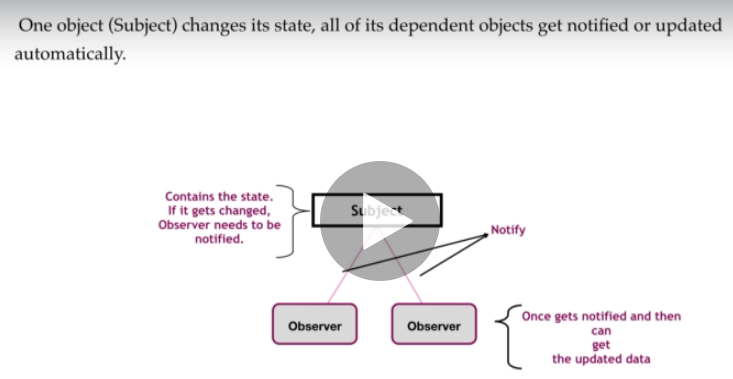 One object (Subject) changes its state, all of its dependent objects get notified or updated
automatically.
Contains the state.
If it gets changed,
Observer needs to be
notified.
Subject
Notify
Observer
Observer
Once gets notified and then
can
get
the updated data